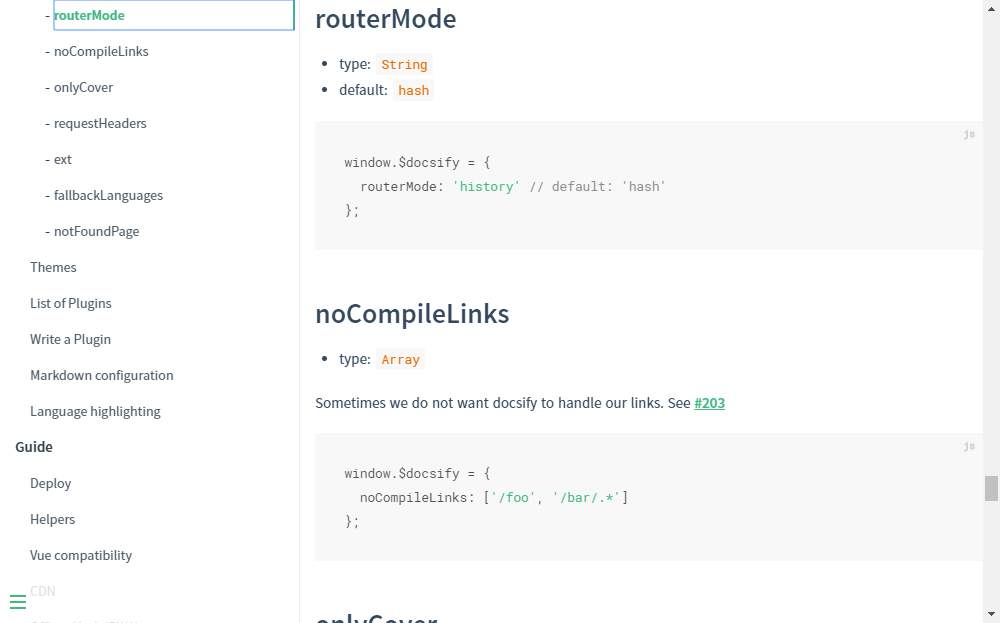 - routerMode
- noCompileLinks
- onlyCover
- requestHeaders
- ext
- fallbackLanguages
- notFoundPage
Themes
List of Plugins
Write a Plugin
Markdown configuration
Language highlighting
Guide
Deploy
Helpers
Vue compatibility
CDN
routerMode
type: String
default: hash
js
window.$docsify = {
routerMode: 'history' // default: 'hash'
};
noCompileLinks
type: Array
Sometimes we do not want docsify to handle our links. See #203
js
window.$docsify = {
noCompileLinks: ['/foo', '/bar/.*']
};
onlyCover